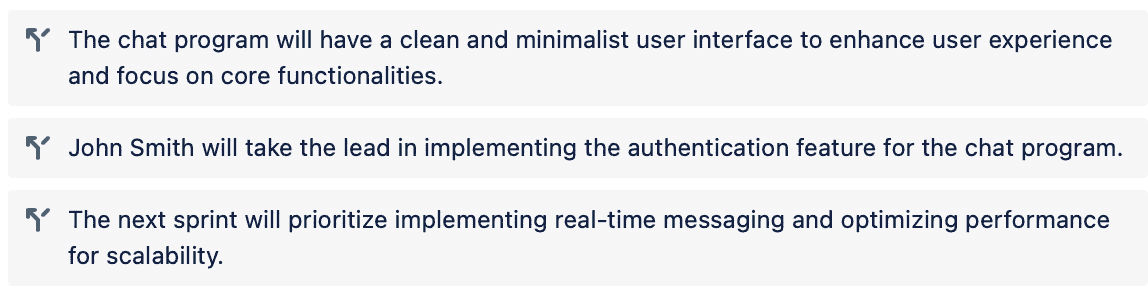 The chat program will have a clean and minimalist user interface to enhance user experience
and focus on core functionalities.
John Smith will take the lead in implementing the authentication feature for the chat program.
The next sprint will prioritize implementing real-time messaging and optimizing performance
for scalability.